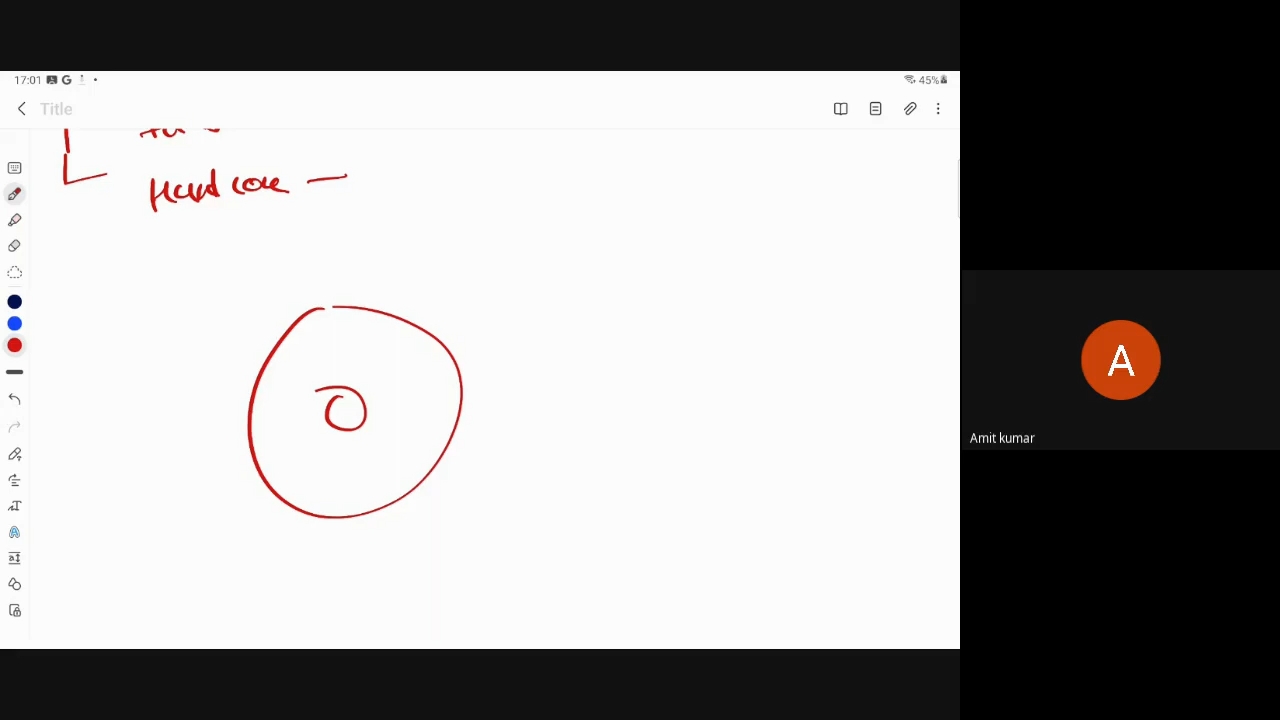 17:01 G 45%
Title
Hard core —
A
Amit kumar